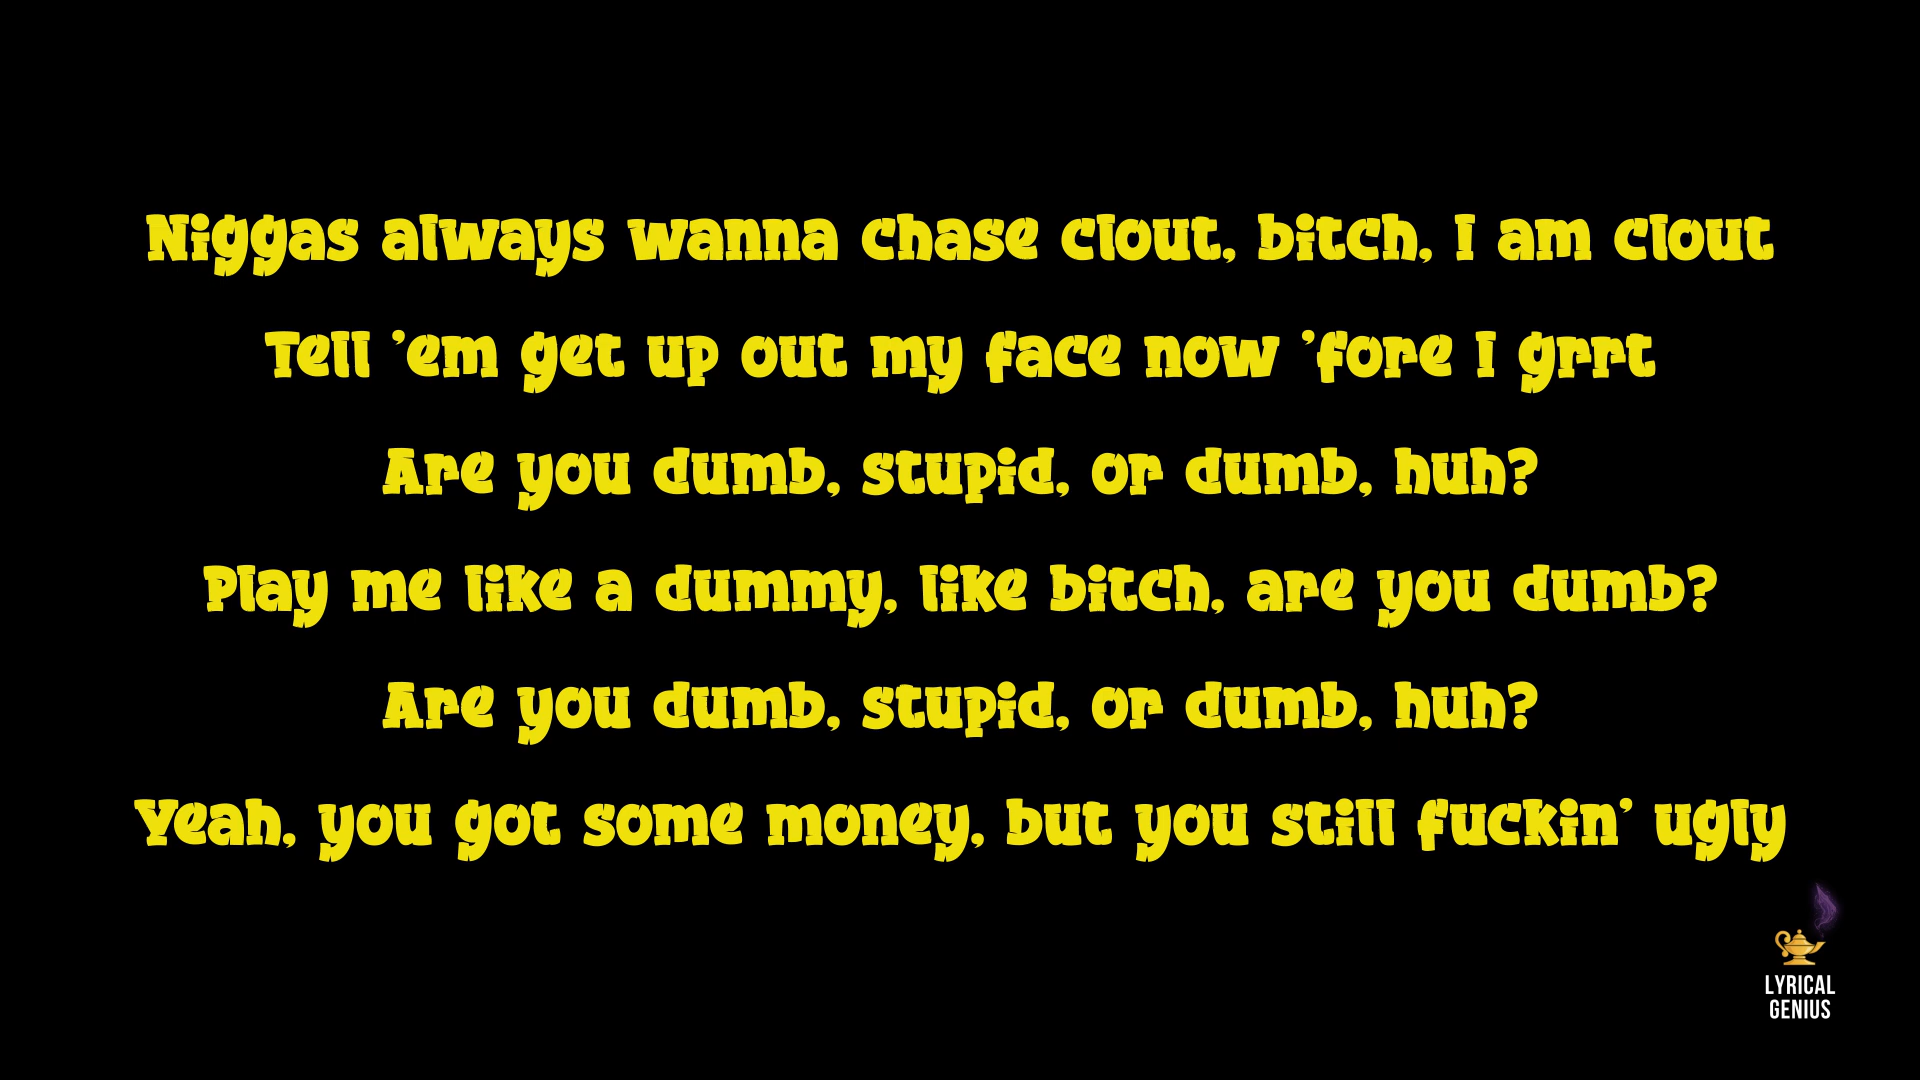 Niggas always wanna chase clout, bitch, I am clout
Tell 'em get up out my face now 'fore I grrt
Are you dumb, stupid, or dumb, huh?
Play me like a dummy, like bitch, are you dumb?
Are you dumb, stupid, or dumb, huh?
Yeah, you got some money, but you still fuckin' ugly
LYRICAL
GENIUS